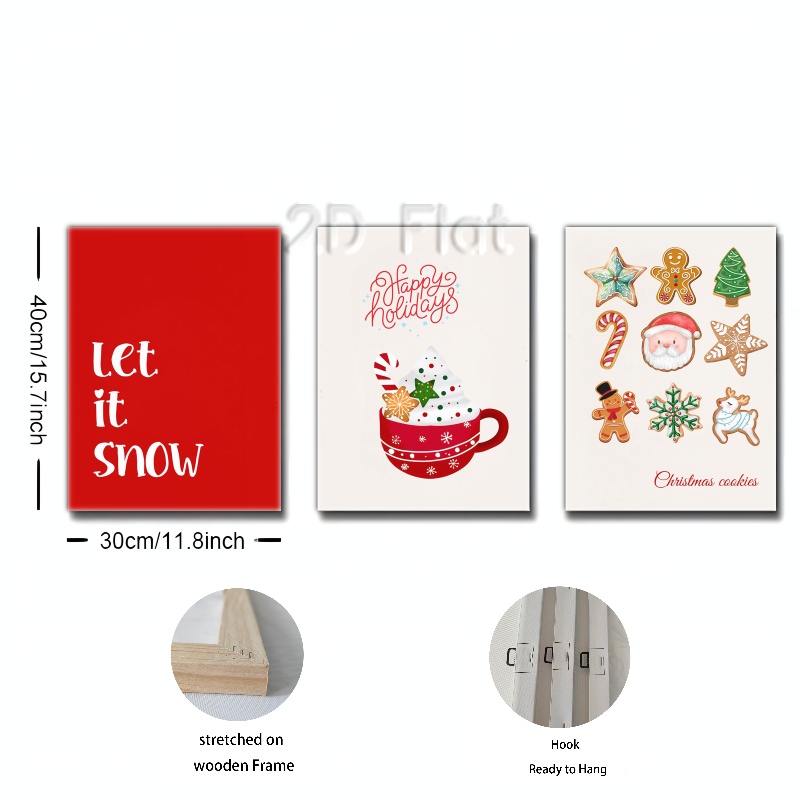 2D Flat
Let
it
snow
Happy
holidays
Christmas cookies
40cm/15.7inch
30cm/11.8inch
stretched on
wooden Frame
Hook
Ready to Hang